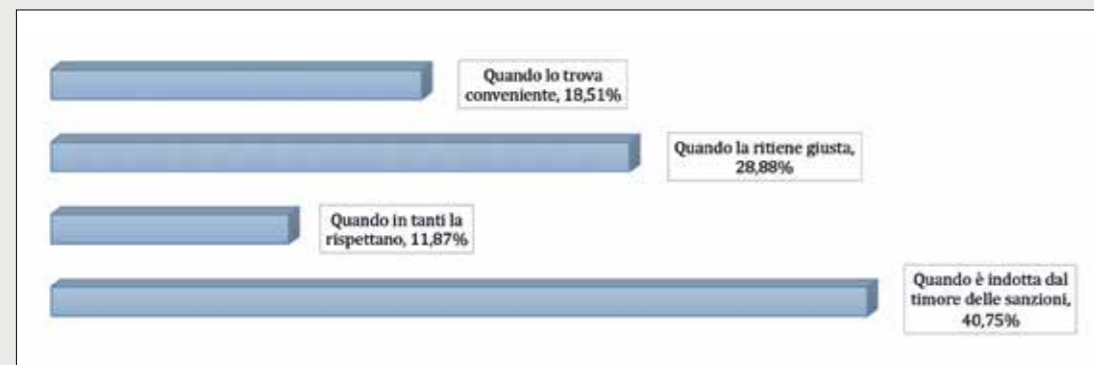 Quando lo trova
conveniente, 18,51%
Quando la ritiene giusta,
28,88%
Quando in tanti la
rispettano, 11,87%
Quando è indotta dal
timore delle sanzioni,
40,75%